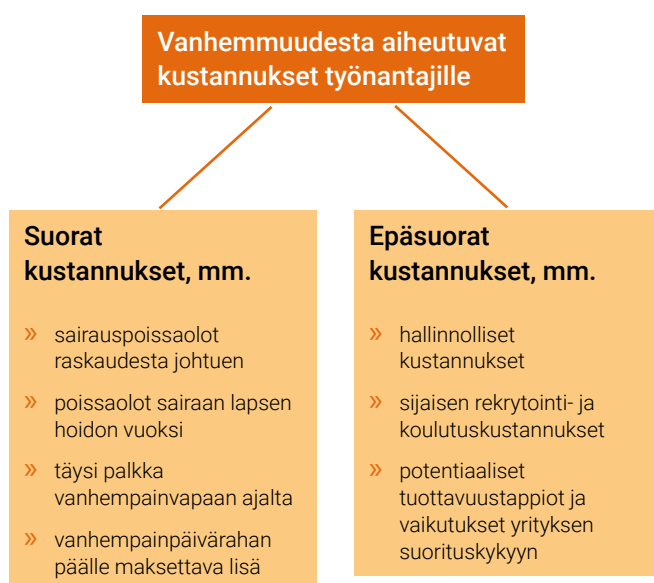 Vanhemmuudesta aiheutuvat
kustannukset työnantajille
Suorat
kustannukset, mm.
» sairauspoissaolot
raskaudesta johtuen
» poissaolot sairaan lapsen
hoidon vuoksi
» täysi palkka
vanhempainvapaan ajalta
» vanhempainpäivärahan
päälle maksettava lisä
Epäsuorat
kustannukset, mm.
» hallinnolliset
kustannukset
» sijaisen rekrytointi- ja
koulutuskustannukset
» potentiaaliset
tuottavuustappiot ja
vaikutukset yrityksen
suorituskykyyn